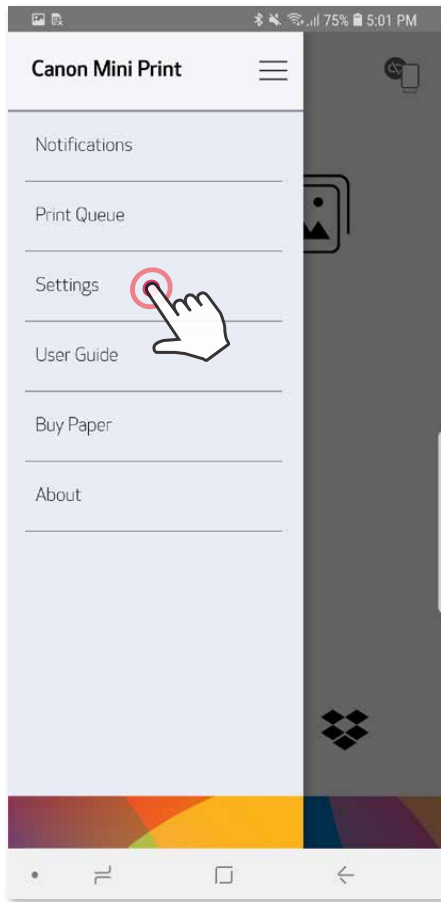 75% 5:01 PM
Canon Mini Print
Notifications
Print Queue
Settings
User Guide
Buy Paper
About